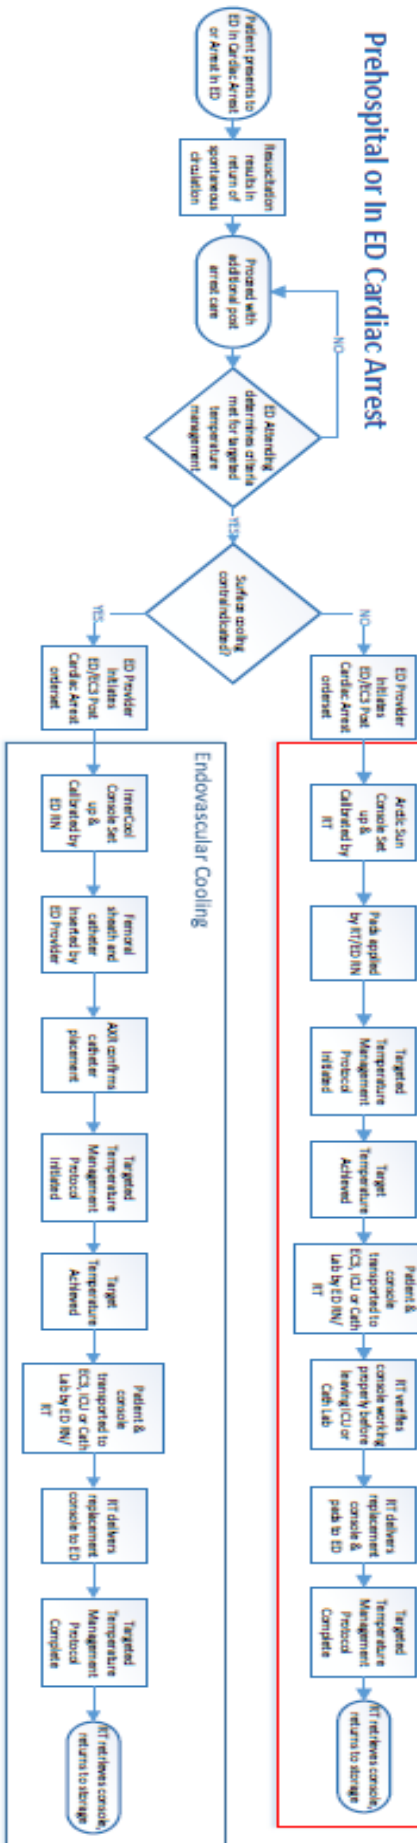 Prehospital or In ED Cardiac Arrest
Patient presents to
ED in Cardiac Arrest
or Arrest in ED
Resuscitation
results in
return of
spontaneous
circulation
Proceed with
additional post
arrest care
NO
ED Attending
determines criteria
met for targeted
temperature
management
YES
Surface cooling
contraindicated?
NO
ED Provider
Initiates
ED/EC3 Post
Cardiac Arrest
orderset
Arctic Sun
Console Set
up &
Calibrated by
RT
Pads applied
by RT/ED RN
Targeted
Temperature
Management
Protocol
Initiated
Target
Temperature
Achieved
Patient &
console
transported to
EC3, ICU or Cath
Lab by ED RN/
RT
RT verifies
console working
properly before
leaving ICU or
Cath Lab
RT delivers
replacement
console &
pads to ED
Targeted
Temperature
Management
Protocol
Complete
RT retrieves console,
returns to storage
YES
ED Provider
Initiates
ED/EC3 Post
Cardiac Arrest
orderset
Endovascular Cooling
InnerCool
Console Set
up &
Calibrated by
ED RN
Femoral
sheath and
catheter
Inserted by
ED Provider
AXR confirms
catheter
placement
Targeted
Temperature
Management
Protocol
Initiated
Target
Temperature
Achieved
Patient &
console
transported to
EC3, ICU or Cath
Lab by ED RN/
RT
RT delivers
replacement
console to ED
Targeted
Temperature
Management
Protocol
Complete
RT retrieves console,
returns to storage